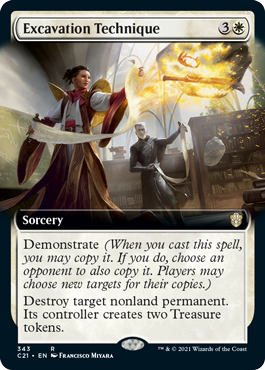 Excavation Technique 3
Sorcery
Demonstrate (When you cast this spell,
you may copy it. If you do, choose an
opponent to also copy it. Players may
choose new targets for their copies.)
Destroy target nonland permanent.
Its controller creates two Treasure
tokens.
343 R
C21 • EN Francisco Miyara ™ & © 2021 Wizards of the Coast